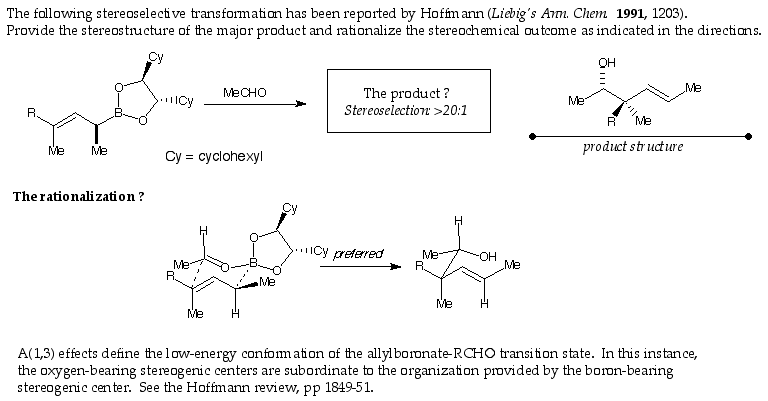 The following stereoselective transformation has been reported by Hoffmann (Liebig's Ann. Chem. 1991, 1203).
Provide the stereostructure of the major product and rationalize the stereochemical outcome as indicated in the directions.
Cy
O
R
B
O
IICy
Me
Me
MeCHO
Cy = cyclohexyl
The product ?
Stereoselection: >20:1
OH
Me
Me
R
Me
product structure
The rationalization ?
Cy
H
O
IICy
Me
O
B
O
R
Me
Me
H
preferred
H
Me
OH
R
Me
Me
H
A(1,3) effects define the low-energy conformation of the allylboronate-RCHO transition state. In this instance,
the oxygen-bearing stereogenic centers are subordinate to the organization provided by the boron-bearing
stereogenic center. See the Hoffmann review, pp 1849-51.